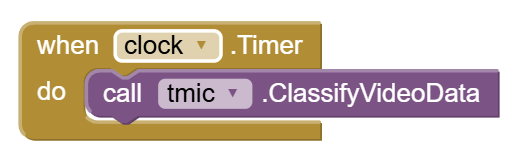 when clock .Timer
do call tmic .ClassifyVideoData